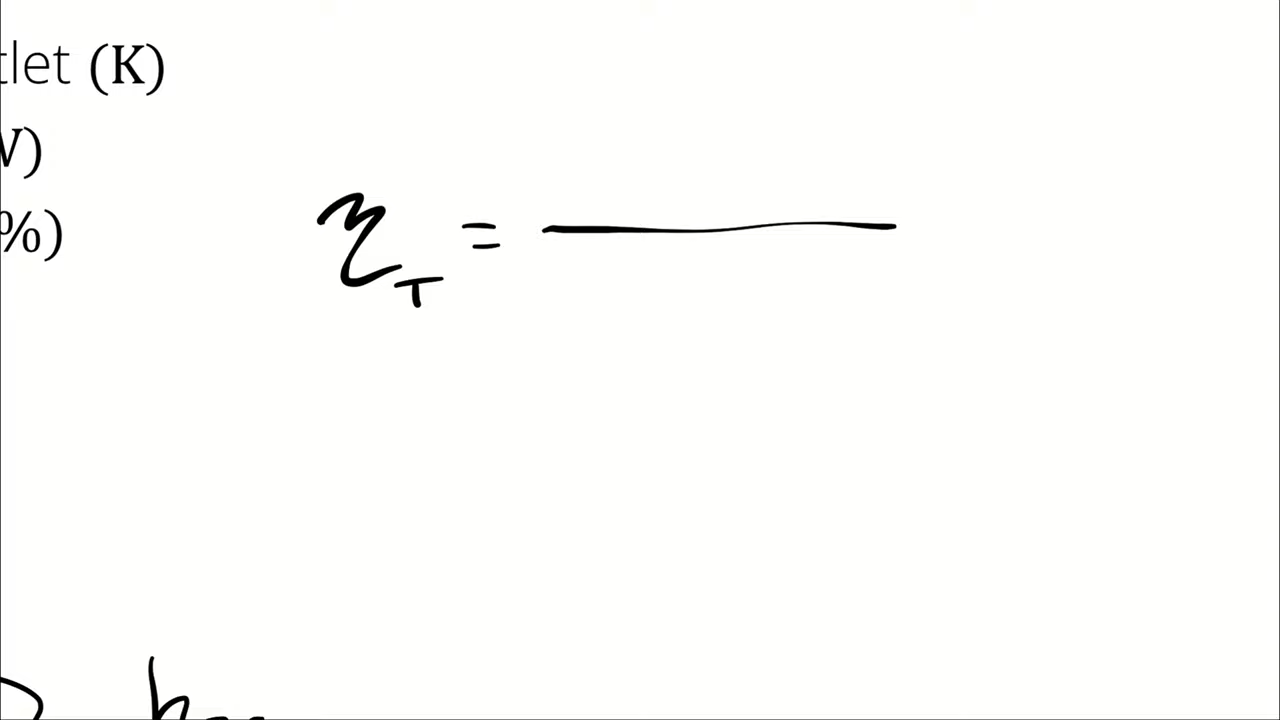 tlet (K)
W)
%)
η_T =
h